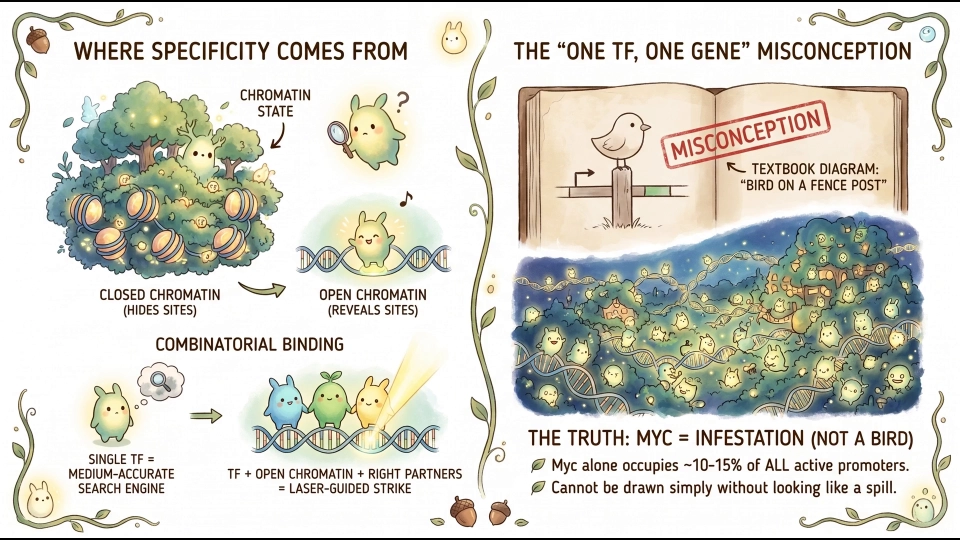 WHERE SPECIFICITY COMES FROM
CHROMATIN
STATE
?
CLOSED CHROMATIN
(HIDES SITES)
OPEN CHROMATIN
(REVEALS SITES)
COMBINATORIAL BINDING
SINGLE TF =
MEDIUM-ACCURATE
SEARCH ENGINE
TF + OPEN CHROMATIN + RIGHT PARTNERS
= LASER-GUIDED STRIKE
THE “ONE TF, ONE GENE” MISCONCEPTION
MISCONCEPTION
TEXTBOOK DIAGRAM:
“BIRD ON A FENCE POST”
THE TRUTH: MYC = INFESTATION (NOT A BIRD)
Myc alone occupies ~10-15% of ALL active promoters.
Cannot be drawn simply without looking like a spill.